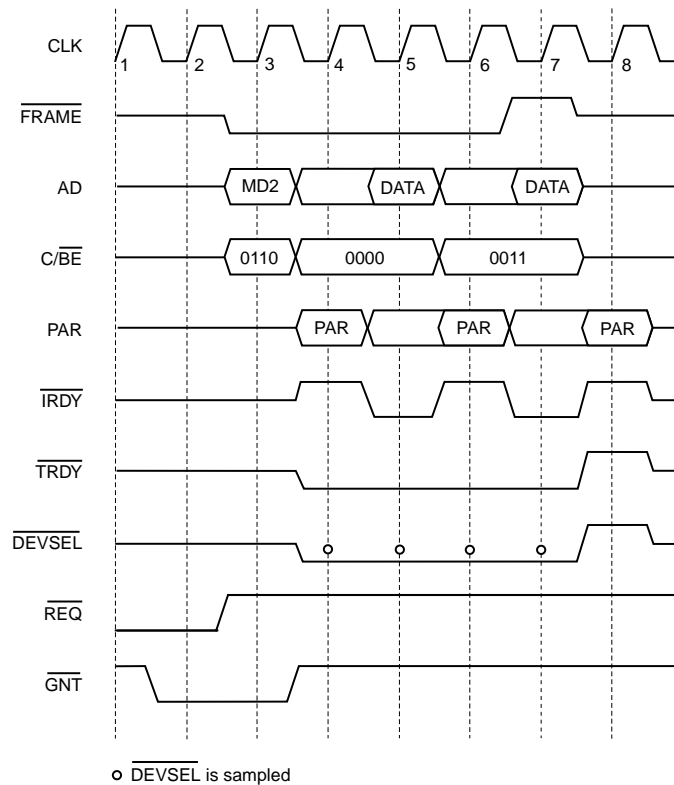 CLK
1 2 3 4 5 6 7 8
FRAME
AD MD2 DATA DATA
C/BE 0110 0000 0011
PAR PAR PAR PAR
IRDY
TRDY
DEVSEL
REQ
GNT
DEVSEL is sampled